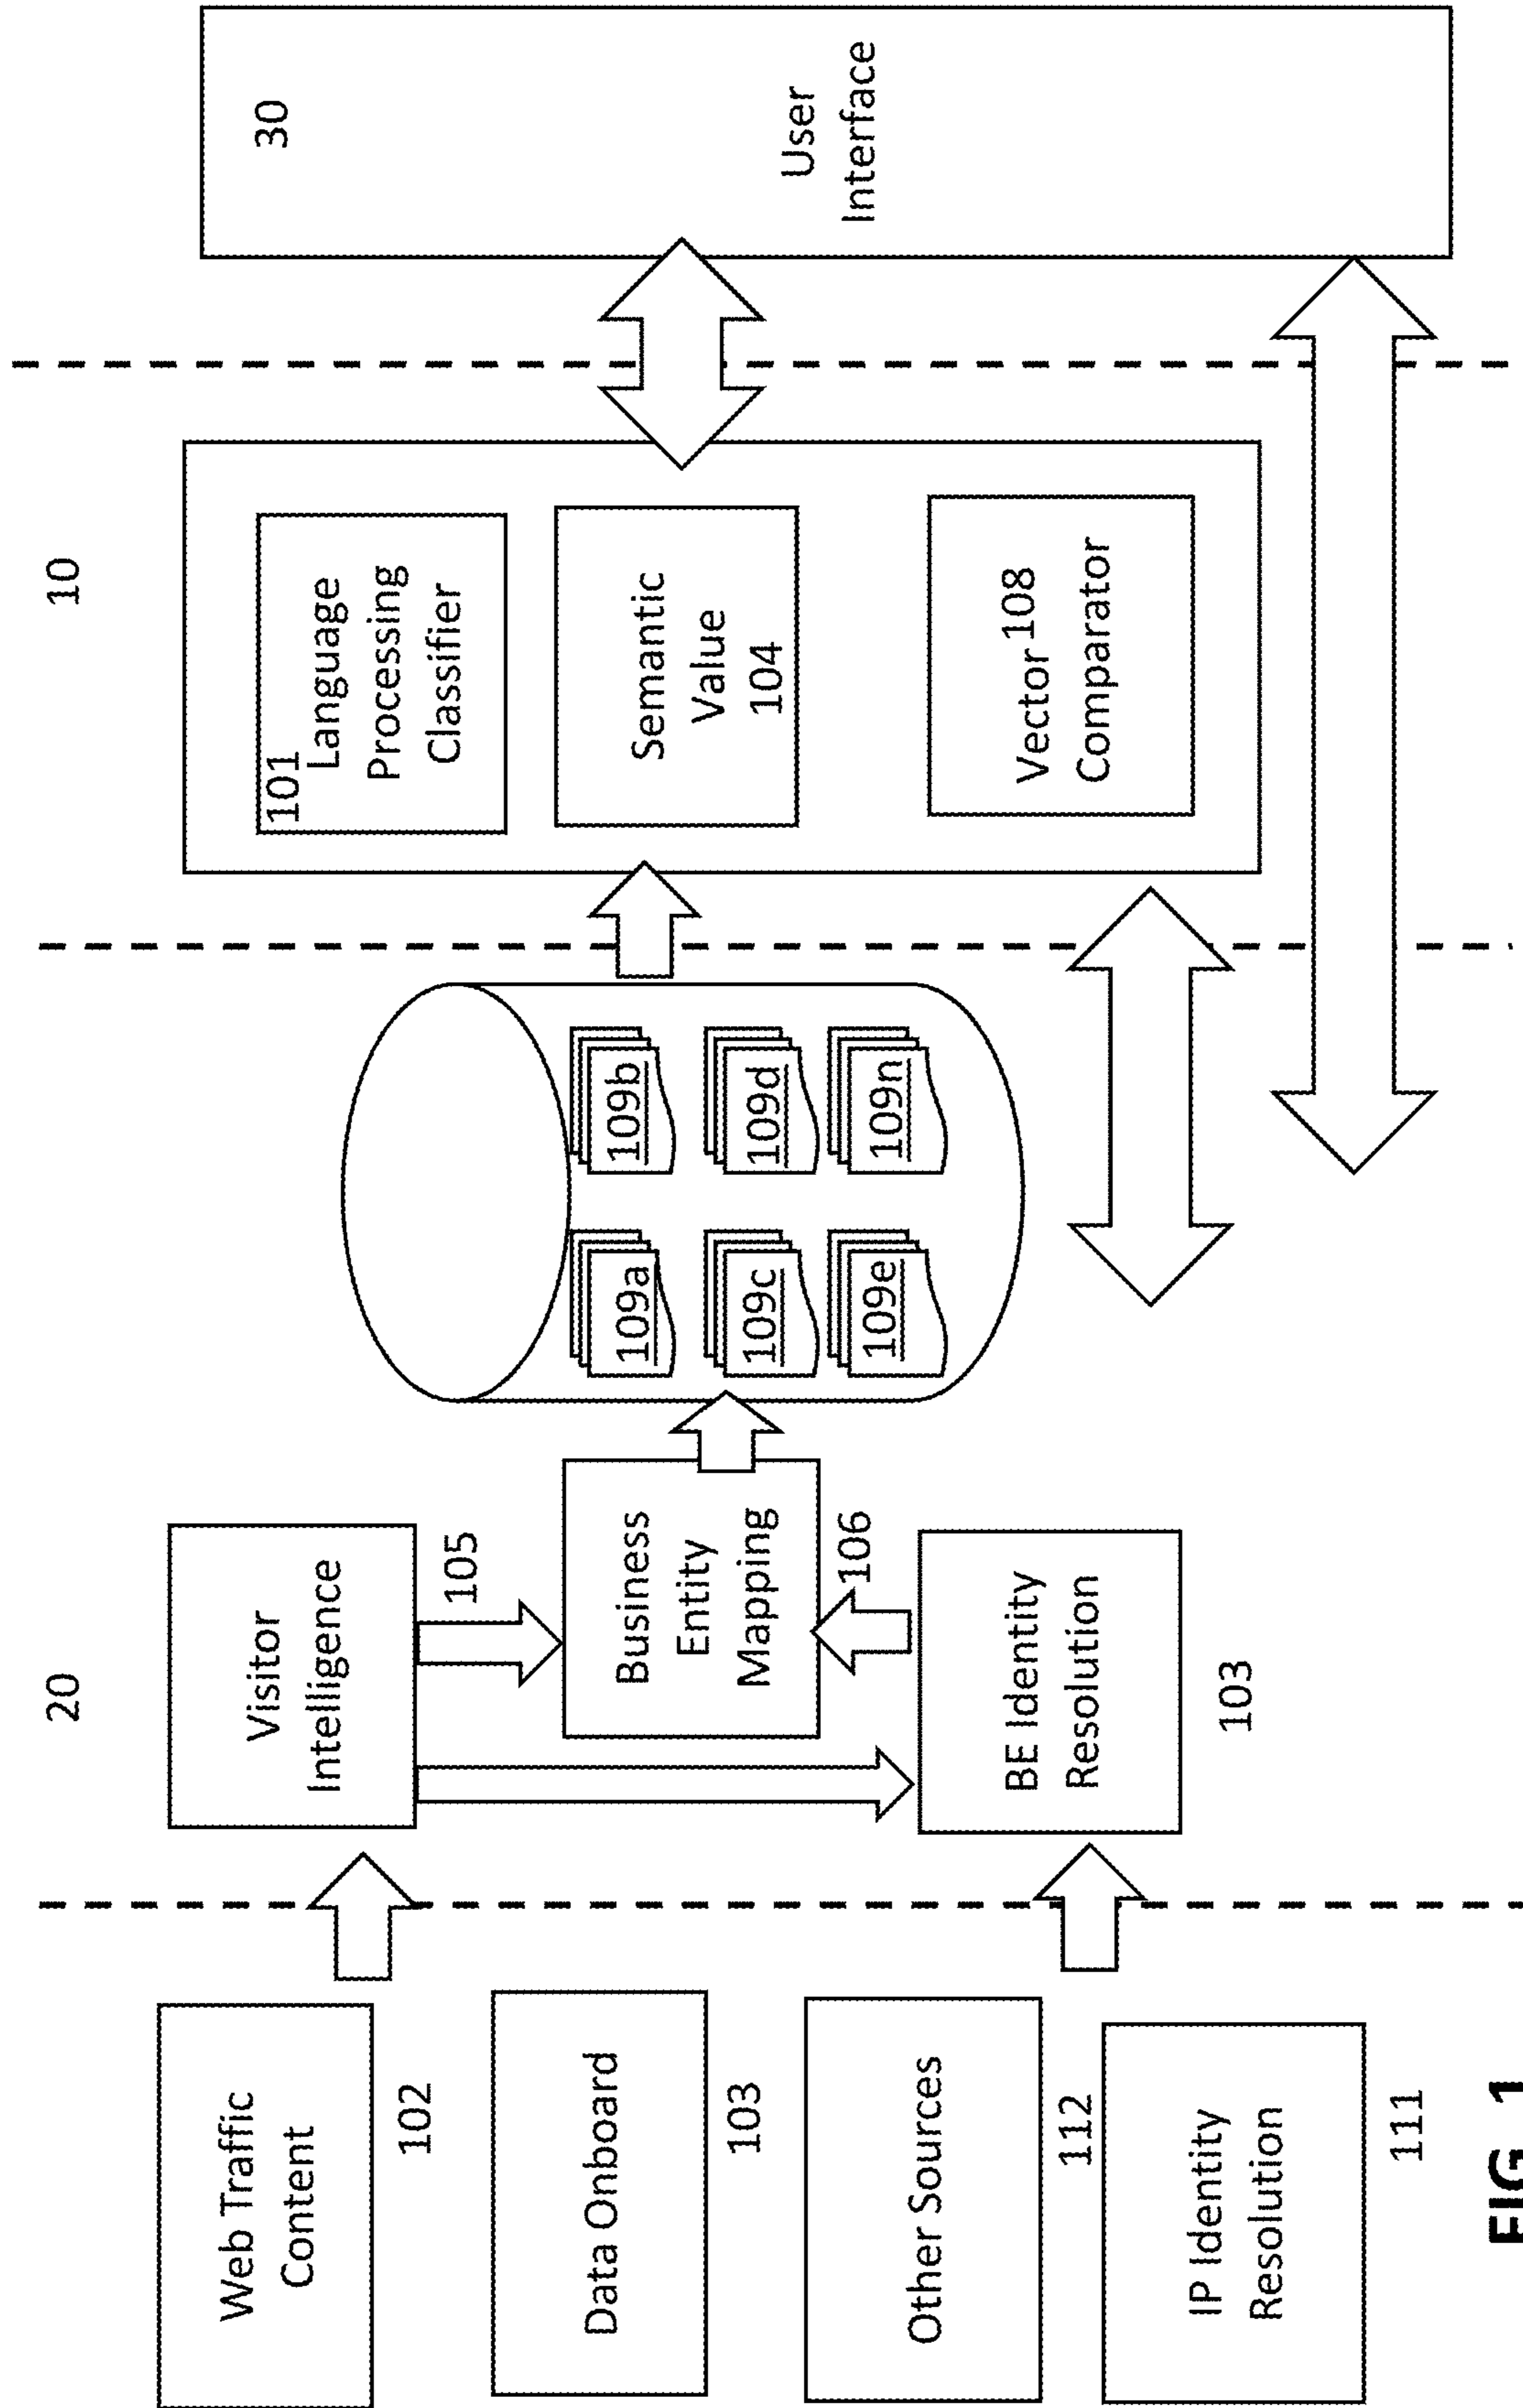 20
10
30
Web Traffic
Content
102
Data Onboard
103
Other Sources
112
IP Identity
Resolution
111
Visitor
Intelligence
105
Business
Entity
Mapping
106
BE Identity
Resolution
103
109a
109b
109c
109d
109e
109n
101
Language
Processing
Classifier
Semantic
Value
104
Vector 108
Comparator
User
Interface
FIG. 1